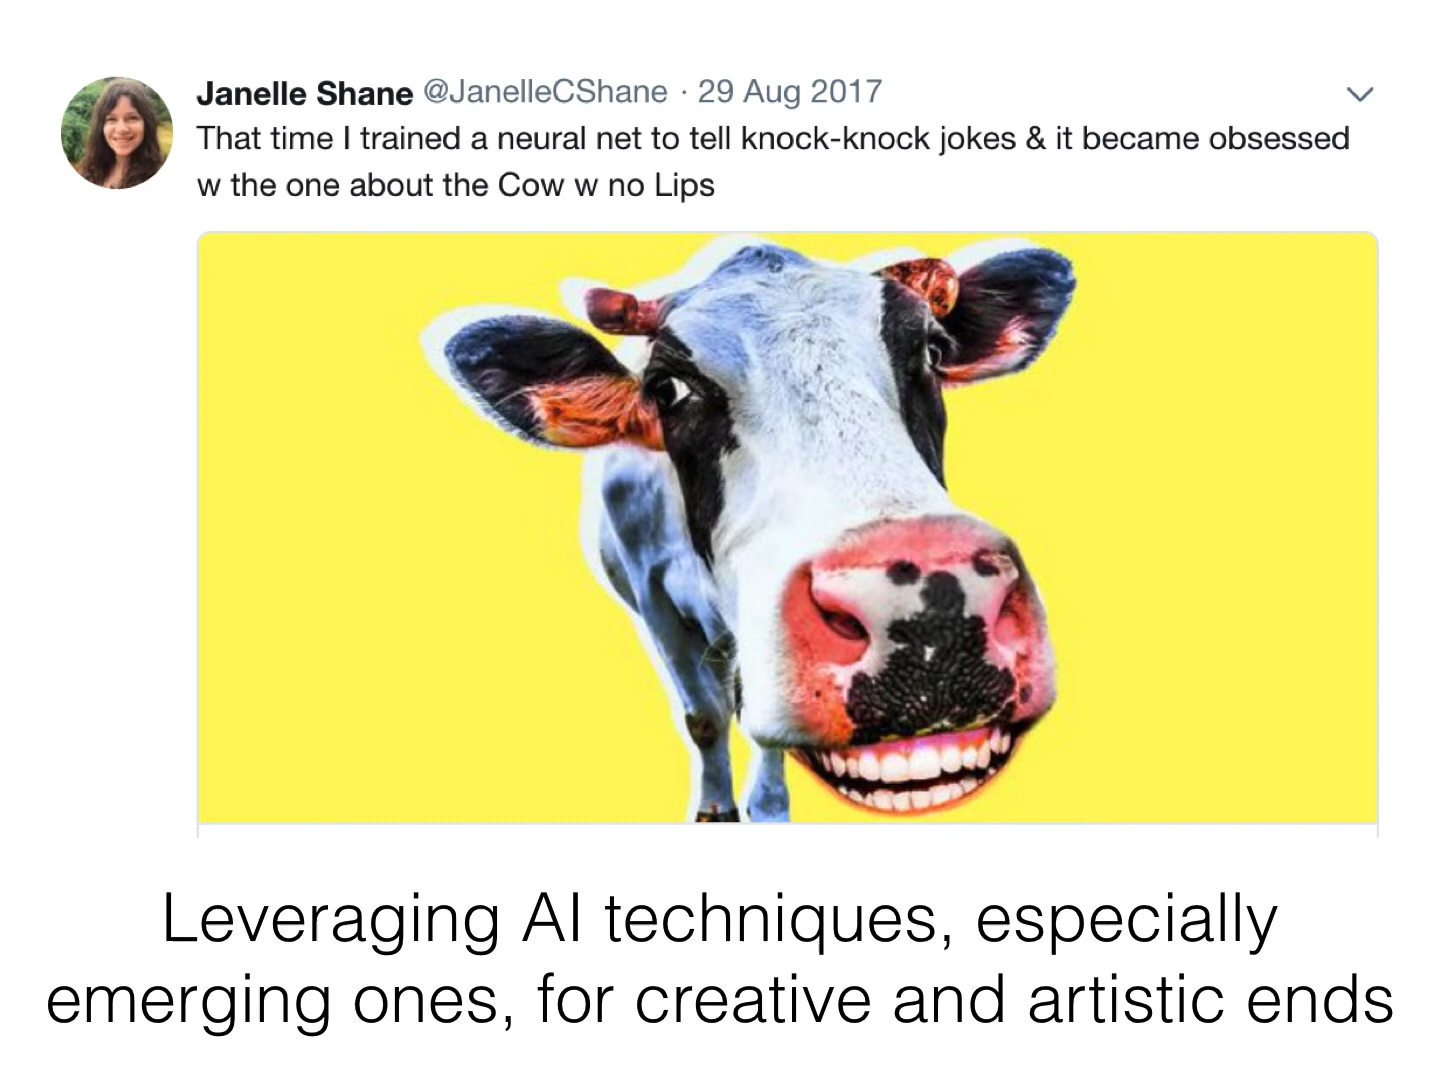 Janelle Shane @JanelleCShane · 29 Aug 2017
That time I trained a neural net to tell knock-knock jokes & it became obsessed
w the one about the Cow w no Lips
Leveraging AI techniques, especially
emerging ones, for creative and artistic ends